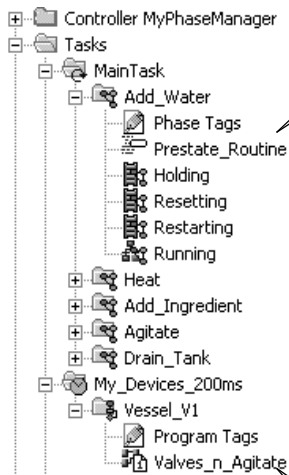 Controller MyPhaseManager
Tasks
MainTask
Add_Water
Phase Tags
Prestate_Routine
Holding
Resetting
Restarting
Running
Heat
Add_Ingredient
Agitate
Drain_Tank
My_Devices_200ms
Vessel_V1
Program Tags
Valves_n_Agitate